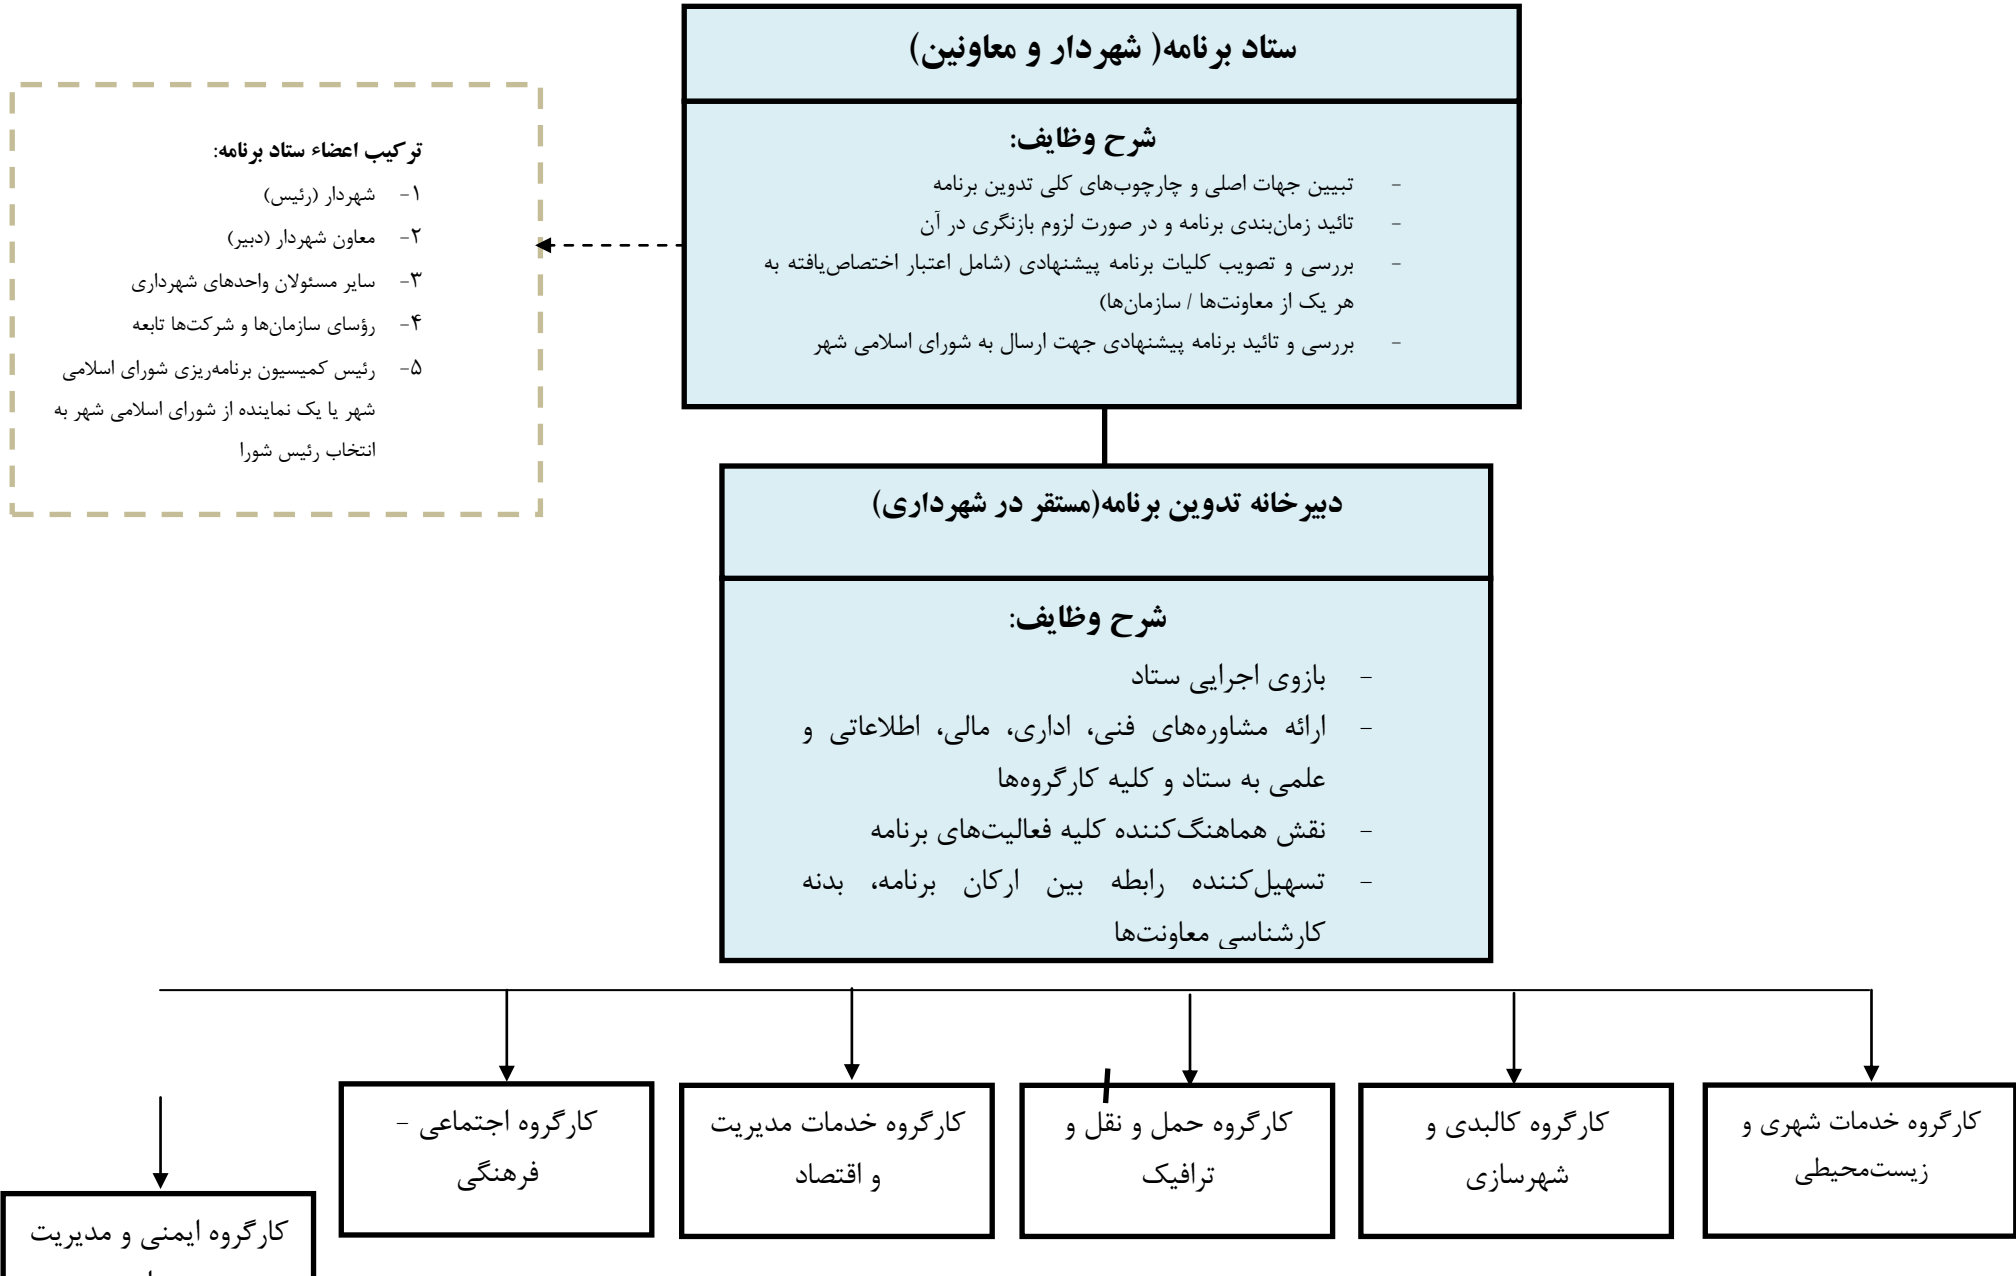 ستاد برنامه( شهردار و معاونین)
شرح وظایف:
- تبیین جهات اصلی و چارچوب‌های کلی تدوین برنامه
- تائید زمان‌بندی برنامه و در صورت لزوم بازنگری در آن
- بررسی و تصویب کلیات برنامه پیشنهادی (شامل اعتبار اختصاص‌یافته به
هر یک از معاونت‌ها / سازمان‌ها)
- بررسی و تائید برنامه پیشنهادی جهت ارسال به شورای اسلامی شهر
ترکیب اعضاء ستاد برنامه:
۱- شهردار (رئیس)
۲- معاون شهردار (دبیر)
۳- سایر مسئولان واحدهای شهرداری
۴- رؤسای سازمان‌ها و شرکت‌ها تابعه
۵- رئیس کمیسیون برنامه‌ریزی شورای اسلامی
شهر یا یک نماینده از شورای اسلامی شهر به
انتخاب رئیس شورا
دبیرخانه تدوین برنامه(مستقر در شهرداری)
شرح وظایف:
- بازوی اجرایی ستاد
- ارائه مشاوره‌های فنی، اداری، مالی، اطلاعاتی و
علمی به ستاد و کلیه کارگروه‌ها
- نقش هماهنگ‌کننده کلیه فعالیت‌های برنامه
- تسهیل‌کننده رابطه بین ارکان برنامه، بدنه
کارشناسی معاونت‌ها
کارگروه خدمات شهری و
زیست‌محیطی
کارگروه کالبدی و
شهرسازی
کارگروه حمل و نقل و
ترافیک
کارگروه خدمات مدیریت
و اقتصاد
کارگروه اجتماعی -
فرهنگی
کارگروه ایمنی و مدیریت